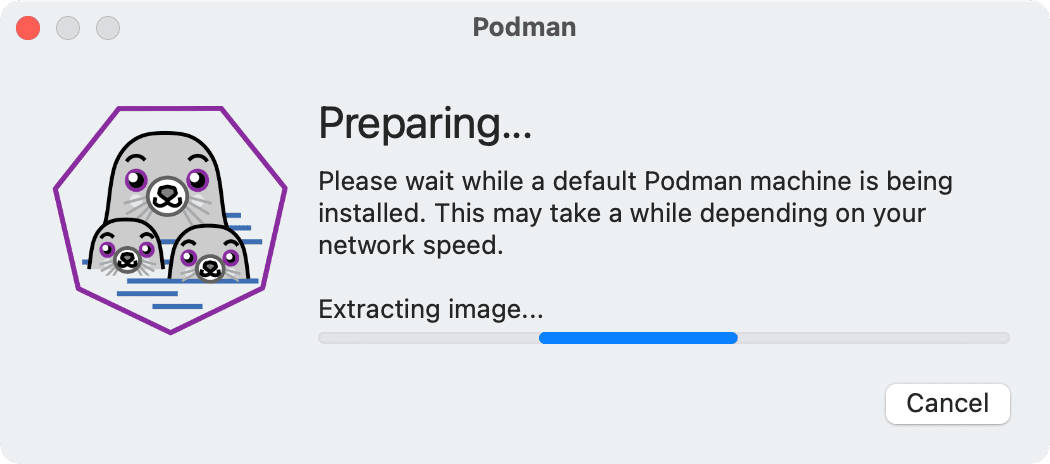 Podman
Preparing...
Please wait while a default Podman machine is being
installed. This may take a while depending on your
network speed.
Extracting image...
Cancel